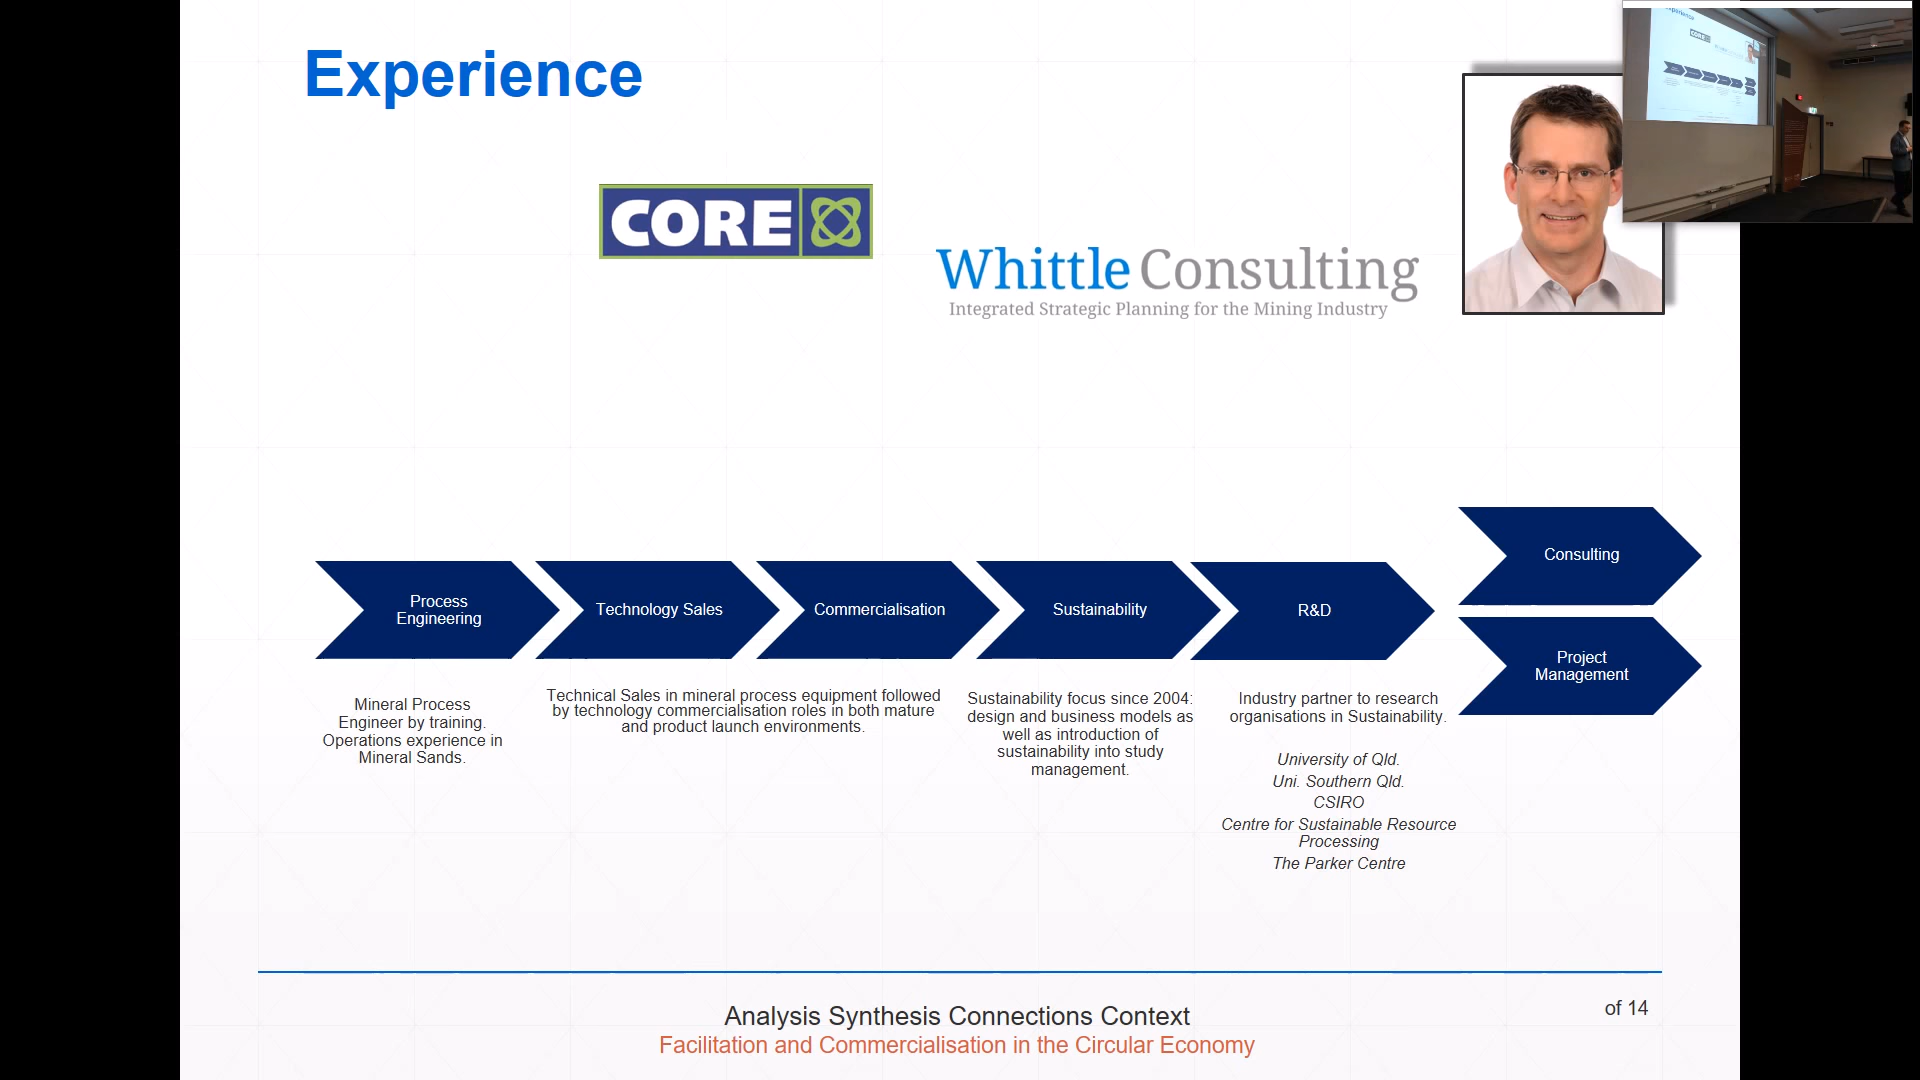 Experience
CORE
Whittle Consulting
Integrated Strategic Planning for the Mining Industry
Process
Engineering
Technology Sales
Commercialisation
Sustainability
R&D
Consulting
Project
Management
Mineral Process
Engineer by training.
Operations experience in
Mineral Sands.
Technical Sales in mineral process equipment followed
by technology commercialisation roles in both mature
and product launch environments.
Sustainability focus since 2004:
design and business models as
well as introduction of
sustainability into study
management.
Industry partner to research
organisations in Sustainability.
University of Qld.
Uni. Southern Qld.
CSIRO
Centre for Sustainable Resource
Processing
The Parker Centre
Analysis Synthesis Connections Context
Facilitation and Commercialisation in the Circular Economy
of 14
CORE